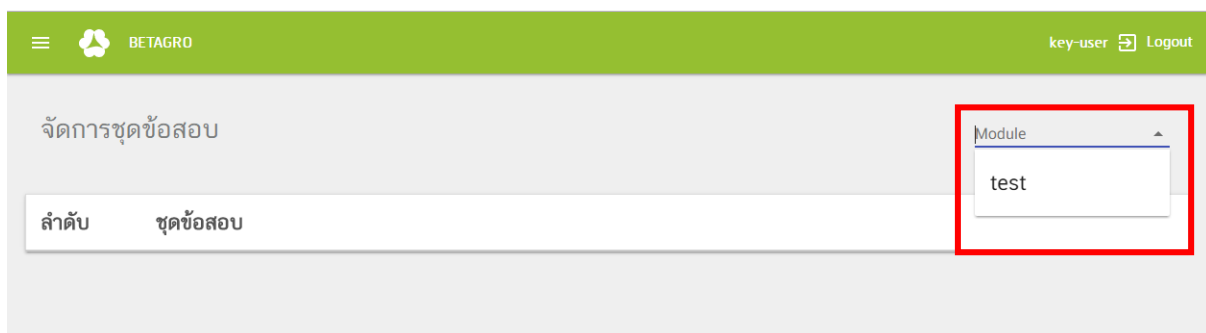 BETAGRO key-user Logout
จัดการชุดข้อสอบ
Module
test
ลำดับ ชุดข้อสอบ